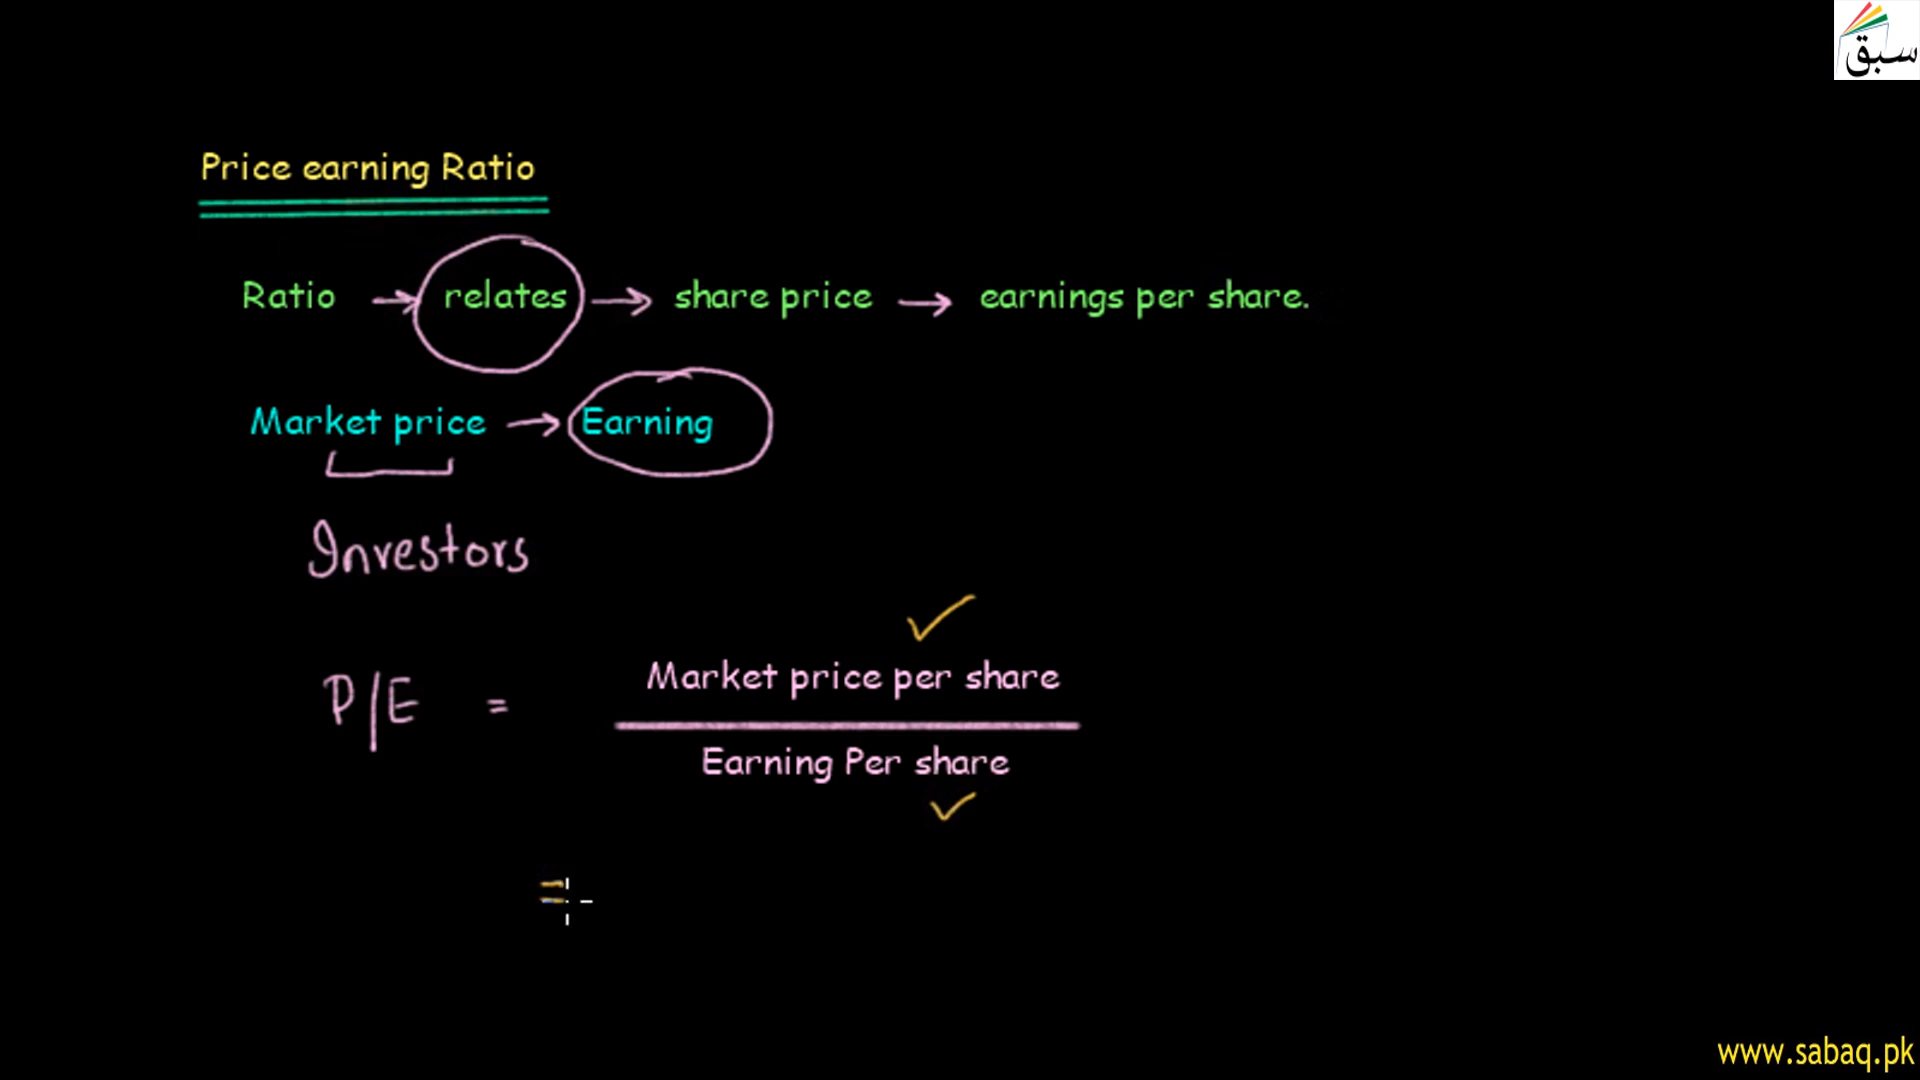 سبق
Price earning Ratio
Ratio → relates → share price → earnings per share.
Market price → Earning
Investors
P/E = Market price per share
Earning Per share
=
www.sabaq.pk